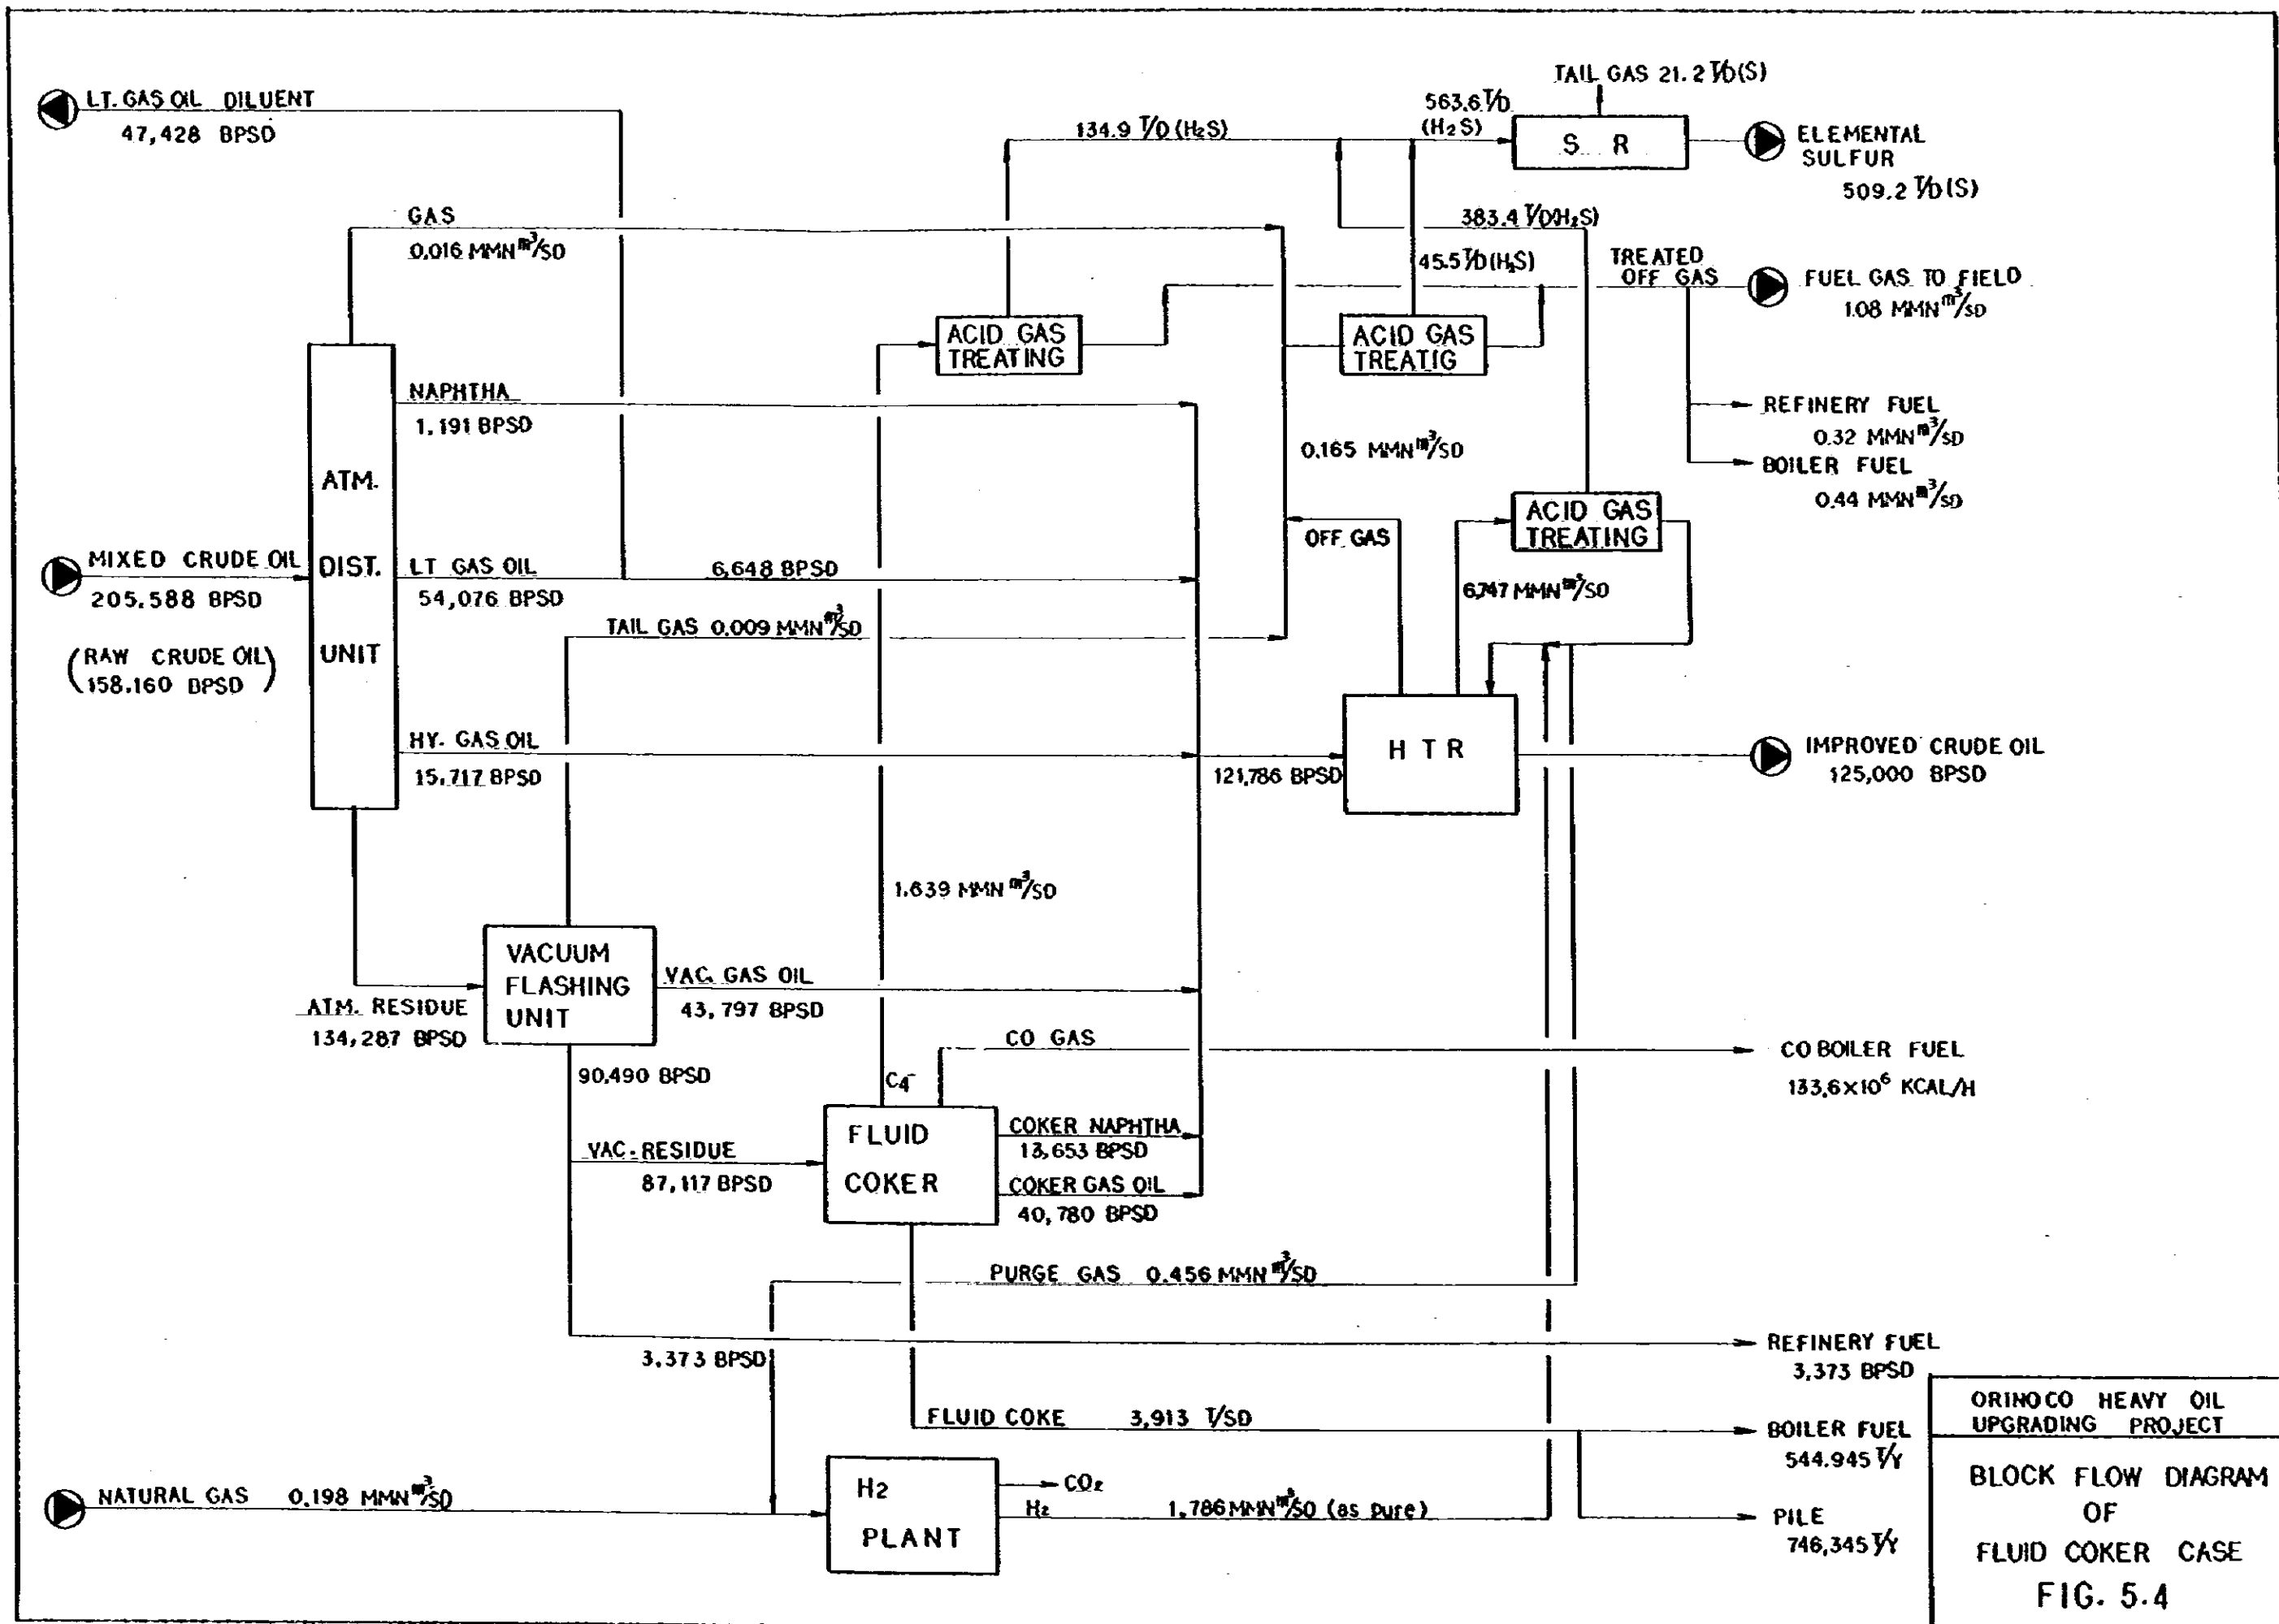 TAIL GAS 21.2 T/D(S)
LT. GAS OIL DILUENT
47,428 BPSD
134.9 T/D (H₂S)
563.6 T/D
(H₂S)
S R
ELEMENTAL
SULFUR
509.2 T/D(S)
GAS
0.016 MMNm³/SD
383.4 T/D(H₂S)
45.5 T/D(H₂S)
TREATED
OFF GAS
FUEL GAS TO FIELD
1.08 MMNm³/SD
ACID GAS
TREATING
ACID GAS
TREATIG
NAPHTHA
1,191 BPSD
REFINERY FUEL
0.32 MMNm³/SD
BOILER FUEL
0.44 MMNm³/SD
0.165 MMNm³/SD
ATM.
DIST.
UNIT
ACID GAS
TREATING
OFF GAS
MIXED CRUDE OIL
205.588 BPSD
(RAW CRUDE OIL)
(158.160 BPSD)
LT GAS OIL
54,076 BPSD
6,648 BPSD
6,747 MMNm³/SD
TAIL GAS 0.009 MMNm³/SD
HY. GAS OIL
15,717 BPSD
121,786 BPSD
H T R
IMPROVED CRUDE OIL
125,000 BPSD
1.639 MMNm³/SD
VACUUM
FLASHING
UNIT
VAC. GAS OIL
43,797 BPSD
ATM. RESIDUE
134,287 BPSD
CO GAS
CO BOILER FUEL
133,6×10⁶ KCAL/H
90,490 BPSD
C₄⁻
FLUID
COKER
COKER NAPHTHA
13,653 BPSD
VAC. RESIDUE
87,117 BPSD
COKER GAS OIL
40,780 BPSD
PURGE GAS 0.456 MMNm³/SD
3,373 BPSD
REFINERY FUEL
3,373 BPSD
FLUID COKE 3,913 T/SD
BOILER FUEL
544.945 T/Y
NATURAL GAS 0.198 MMNm³/SD
H2
PLANT
CO₂
H₂ 1,786 MMNm³/SD (as pure)
PILE
746,345 T/Y
ORINOCO HEAVY OIL
UPGRADING PROJECT
BLOCK FLOW DIAGRAM
OF
FLUID COKER CASE
FIG. 5.4